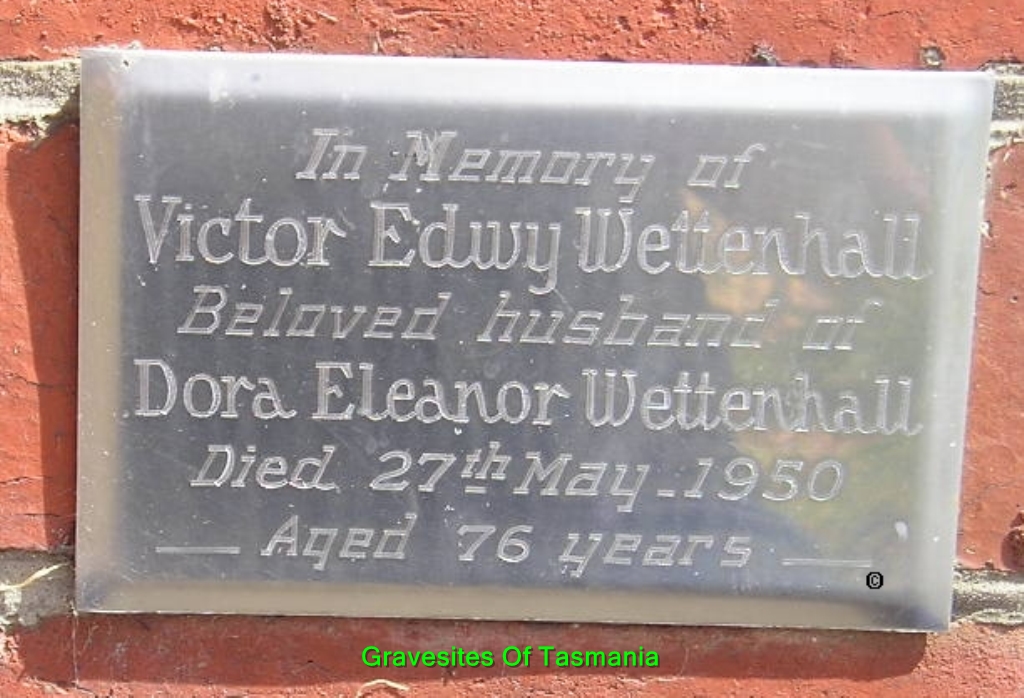 In Memory of
Victor Edwy Wettenhall
Beloved husband of
Dora Eleanor Wettenhall
Died 27th May 1950
Aged 76 years
©
Gravesites Of Tasmania